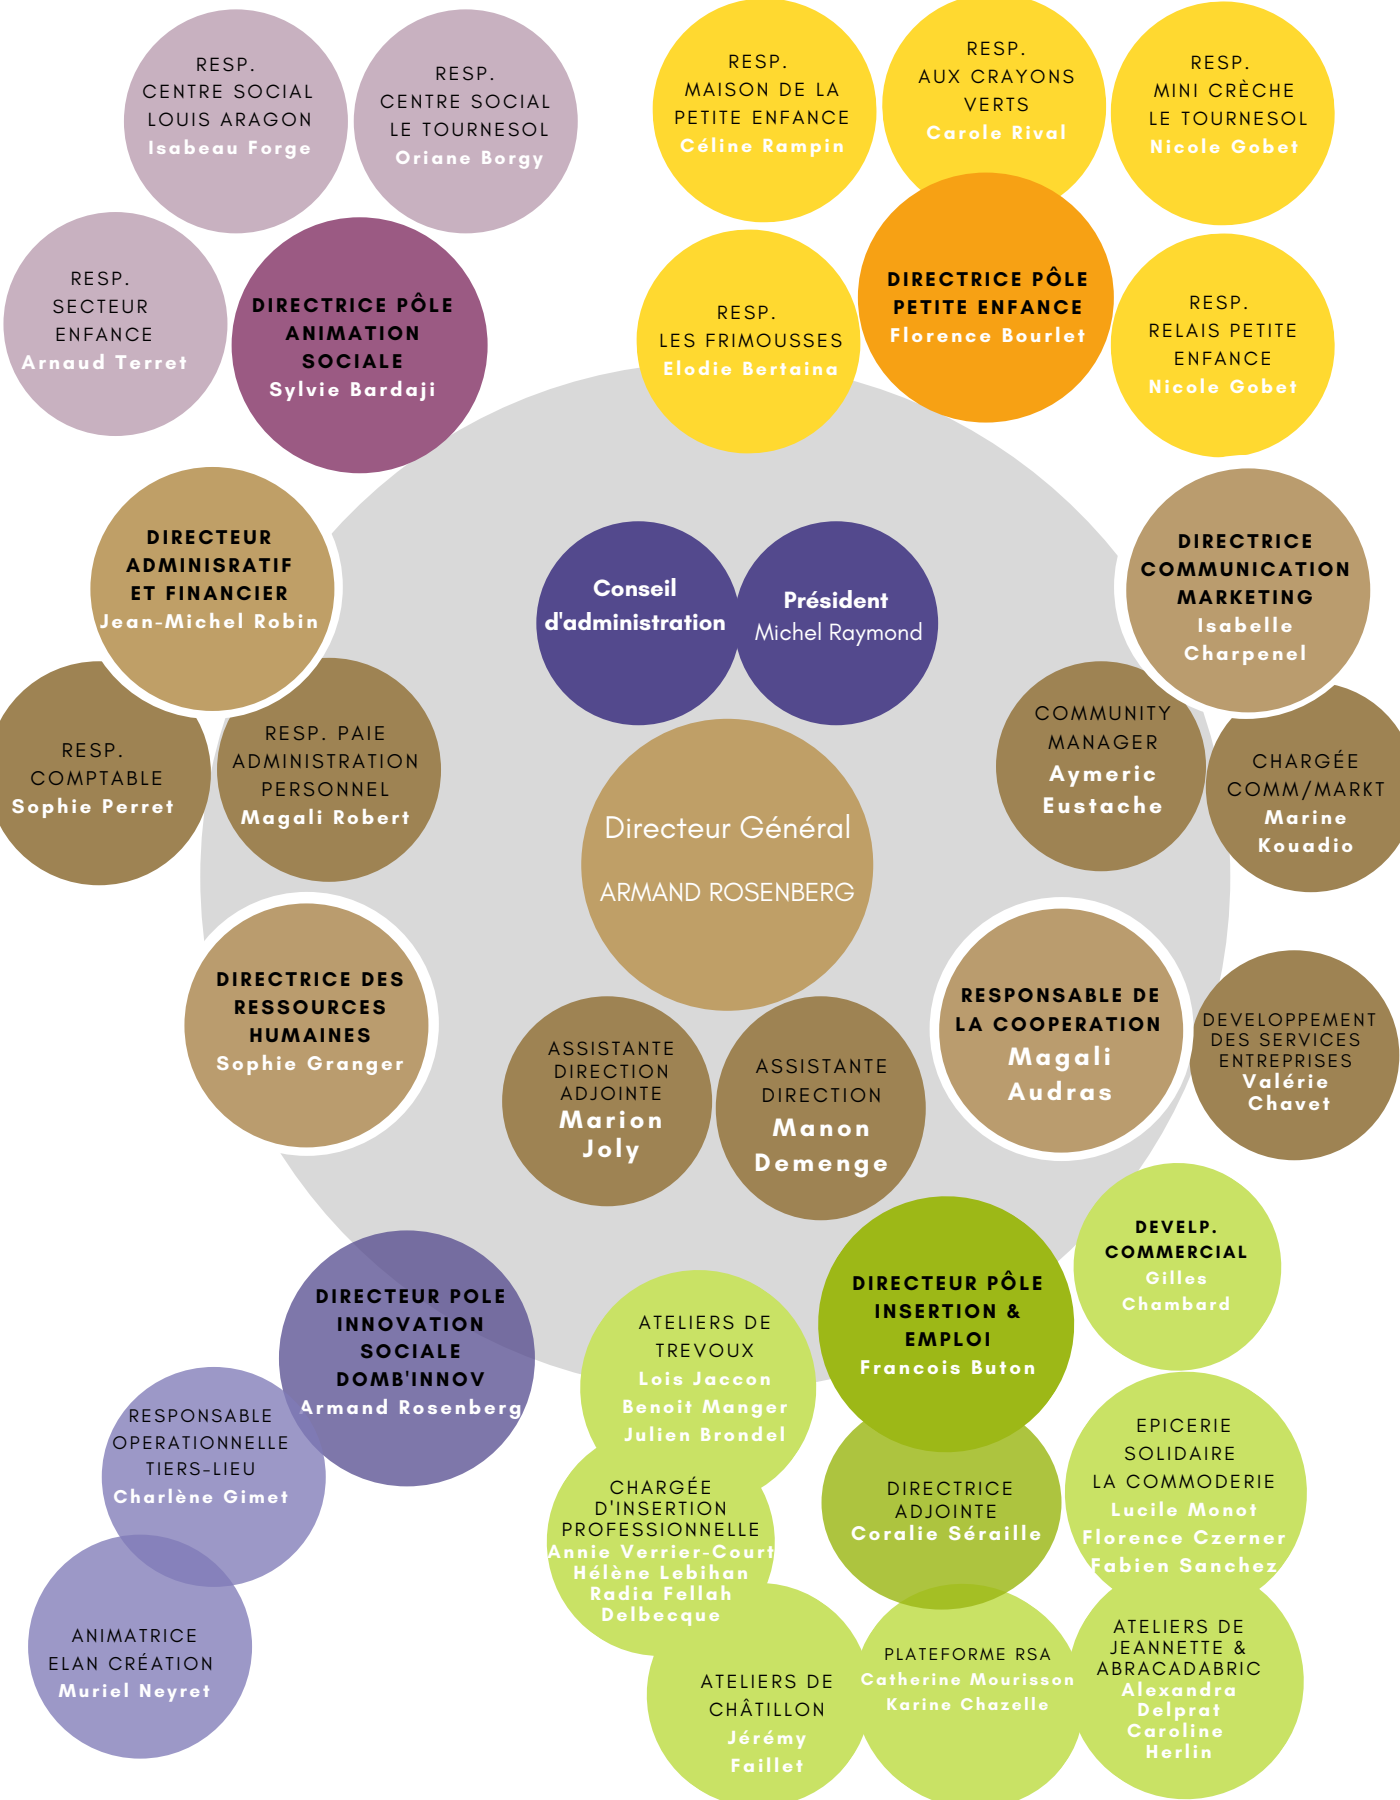 RESP.
CENTRE SOCIAL
LOUIS ARAGON
Isabeau Forge
RESP.
CENTRE SOCIAL
LE TOURNESOL
Oriane Borgy
RESP.
MAISON DE LA
PETITE ENFANCE
Céline Rampin
RESP.
AUX CRAYONS
VERTS
Carole Rival
RESP.
MINI CRÈCHE
LE TOURNESOL
Nicole Gobet
RESP.
SECTEUR
ENFANCE
Arnaud Terret
DIRECTRICE PÔLE
ANIMATION
SOCIALE
Sylvie Bardaji
RESP.
LES FRIMOUSSES
Elodie Bertaina
DIRECTRICE PÔLE
PETITE ENFANCE
Florence Bourlet
RESP.
RELAIS PETITE
ENFANCE
Nicole Gobet
DIRECTEUR
ADMINISRATIF
ET FINANCIER
Jean-Michel Robin
Conseil
d'administration
Président
Michel Raymond
DIRECTRICE
COMMUNICATION
MARKETING
Isabelle
Charpenel
RESP.
COMPTABLE
Sophie Perret
RESP. PAIE
ADMINISTRATION
PERSONNEL
Magali Robert
Directeur Général
ARMAND ROSENBERG
COMMUNITY
MANAGER
Aymeric
Eustache
CHARGÉE
COMM/MARKT
Marine
Kouadio
DIRECTRICE DES
RESSOURCES
HUMAINES
Sophie Granger
ASSISTANTE
DIRECTION
ADJOINTE
Marion
Joly
ASSISTANTE
DIRECTION
Manon
Demenge
RESPONSABLE DE
LA COOPERATION
Magali
Audras
DEVELOPPEMENT
DES SERVICES
ENTREPRISES
Valérie
Chavet
DIRECTEUR POLE
INNOVATION
SOCIALE
DOMB'INNOV
Armand Rosenberg
ATELIERS DE
TREVOUX
Lois Jaccon
Benoit Manger
Julien Brondel
DIRECTEUR PÔLE
INSERTION &
EMPLOI
Francois Buton
DEVELP.
COMMERCIAL
Gilles
Chambard
RESPONSABLE
OPERATIONNELLE
TIERS-LIEU
Charlène Gimet
CHARGÉE
D'INSERTION
PROFESSIONNELLE
Annie Verrier-Court
Hélène Lebihan
Radia Fellah
Delbecque
DIRECTRICE
ADJOINTE
Coralie Séraille
EPICERIE
SOLIDAIRE
LA COMMODERIE
Lucile Monot
Florence Czerner
Fabien Sanchez
ANIMATRICE
ELAN CRÉATION
Muriel Neyret
ATELIERS DE
CHÂTILLON
Jérémy
Faillet
PLATEFORME RSA
Catherine Mourisson
Karine Chazelle
ATELIERS DE
JEANNETTE &
ABRACADABRIC
Alexandra
Delprat
Caroline
Herlin